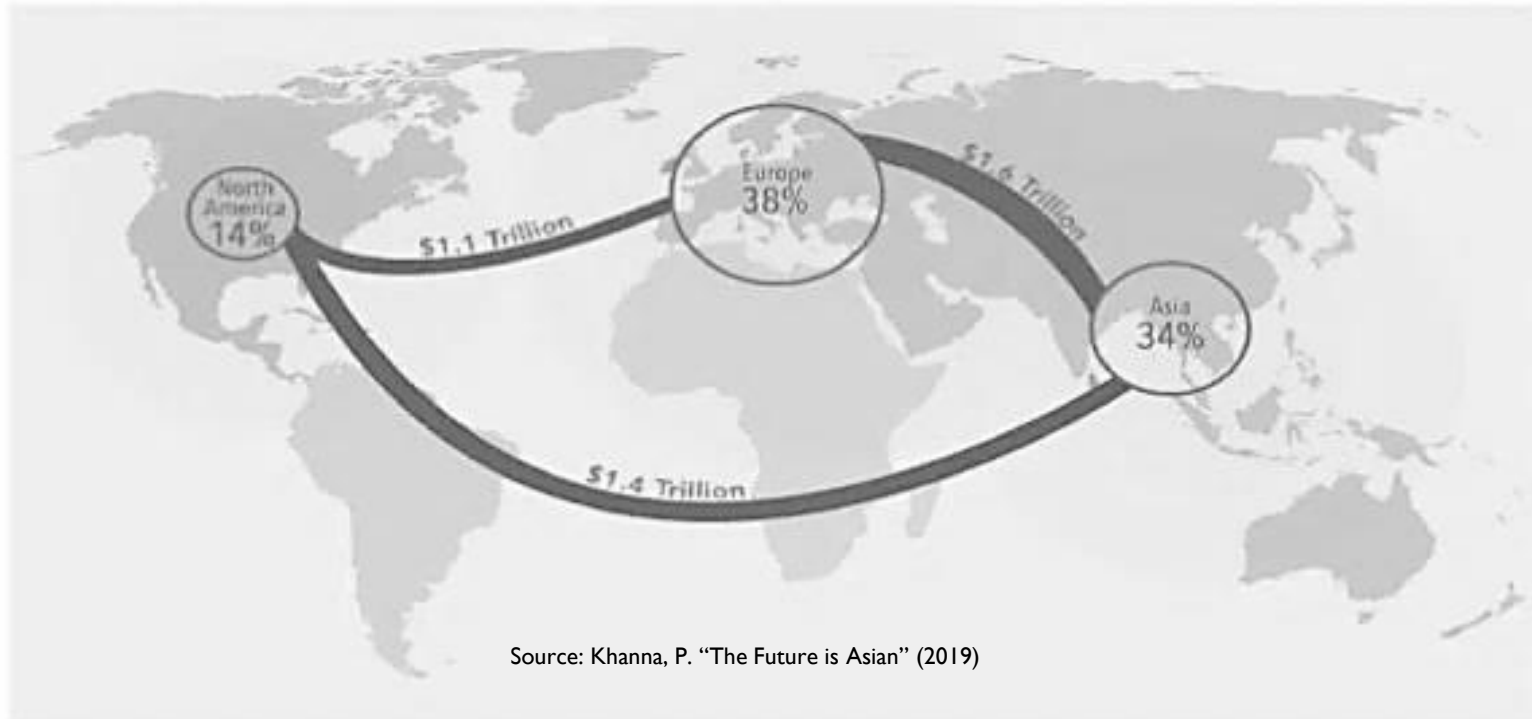 North
America
14%
$1.1 Trillion
Europe
38%
$1.6 Trillion
Asia
34%
$1.4 Trillion
Source: Khanna, P. “The Future is Asian” (2019)